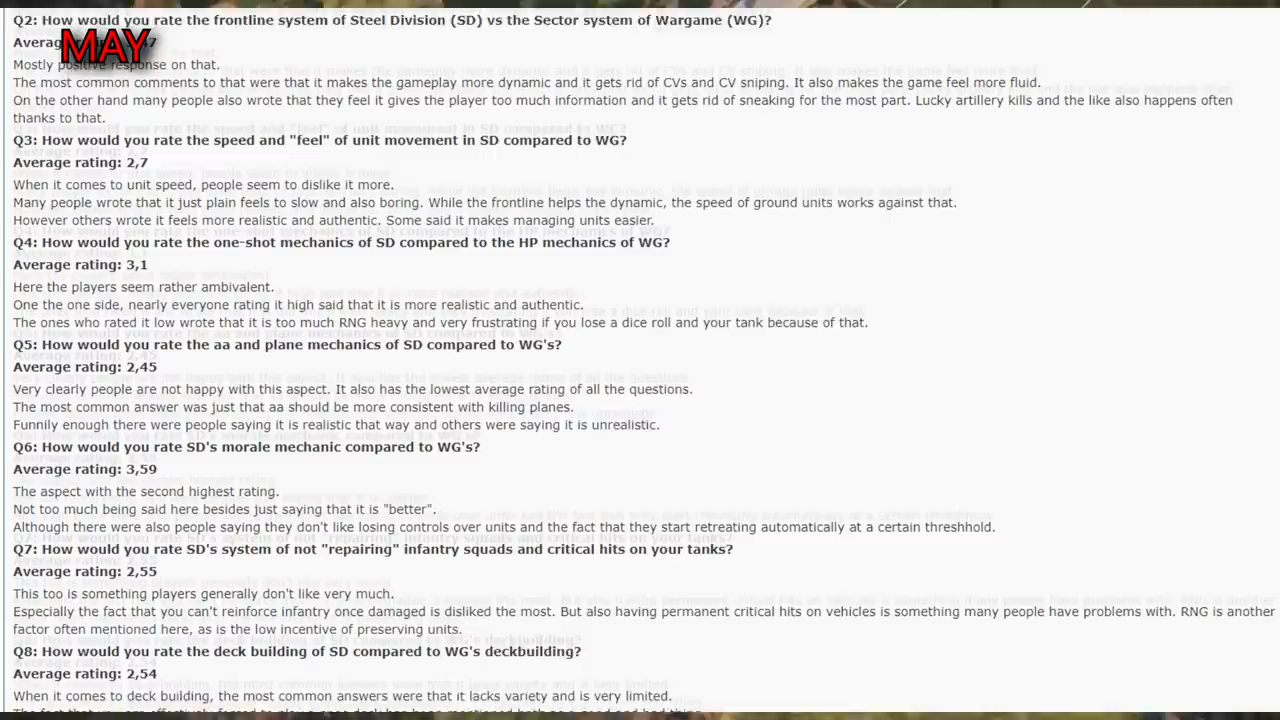 Q2: How would you rate the frontline system of Steel Division (SD) vs the Sector system of Wargame (WG)?
MAY
Mostly positive response on that.
The most common comments to that were that it makes the gameplay more dynamic and it gets rid of CVs and CV sniping. It also makes the game feel more fluid.
On the other hand many people also wrote that they feel it gives the player too much information and it gets rid of sneaking for the most part. Lucky artillery kills and the like also happens often
thanks to that.
Q3: How would you rate the speed and "feel" of unit movement in SD compared to WG?
Average rating: 2,7
When it comes to unit speed, people seem to dislike it more.
Many people wrote that it just plain feels to slow and also boring. While the frontline helps the dynamic, the speed of ground units works against that.
However others wrote it feels more realistic and authentic. Some said it makes managing units easier.
Q4: How would you rate the one-shot mechanics of SD compared to the HP mechanics of WG?
Average rating: 3,1
Here the players seem rather ambivalent.
One the one side, nearly everyone rating it high said that it is more realistic and authentic.
The ones who rated it low wrote that it is too much RNG heavy and very frustrating if you lose a dice roll and your tank because of that.
Q5: How would you rate the aa and plane mechanics of SD compared to WG's?
Average rating: 2,45
Very clearly people are not happy with this aspect. It also has the lowest average rating of all the questions.
The most common answer was just that aa should be more consistent with killing planes.
Funnily enough there were people saying it is realistic that way and others were saying it is unrealistic.
Q6: How would you rate SD's morale mechanic compared to WG's?
Average rating: 3,59
The aspect with the second highest rating.
Not too much being said here besides just saying that it is "better".
Although there were also people saying they don't like losing controls over units and the fact that they start retreating automatically at a certain threshhold.
Q7: How would you rate SD's system of not "repairing" infantry squads and critical hits on your tanks?
Average rating: 2,55
This too is something players generally don't like very much.
Especially the fact that you can't reinforce infantry once damaged is disliked the most. But also having permanent critical hits on vehicles is something many people have problems with. RNG is another
factor often mentioned here, as is the low incentive of preserving units.
Q8: How would you rate the deck building of SD compared to WG's deckbuilding?
Average rating: 2,54
When it comes to deck building, the most common answers were that it lacks variety and is very limited.